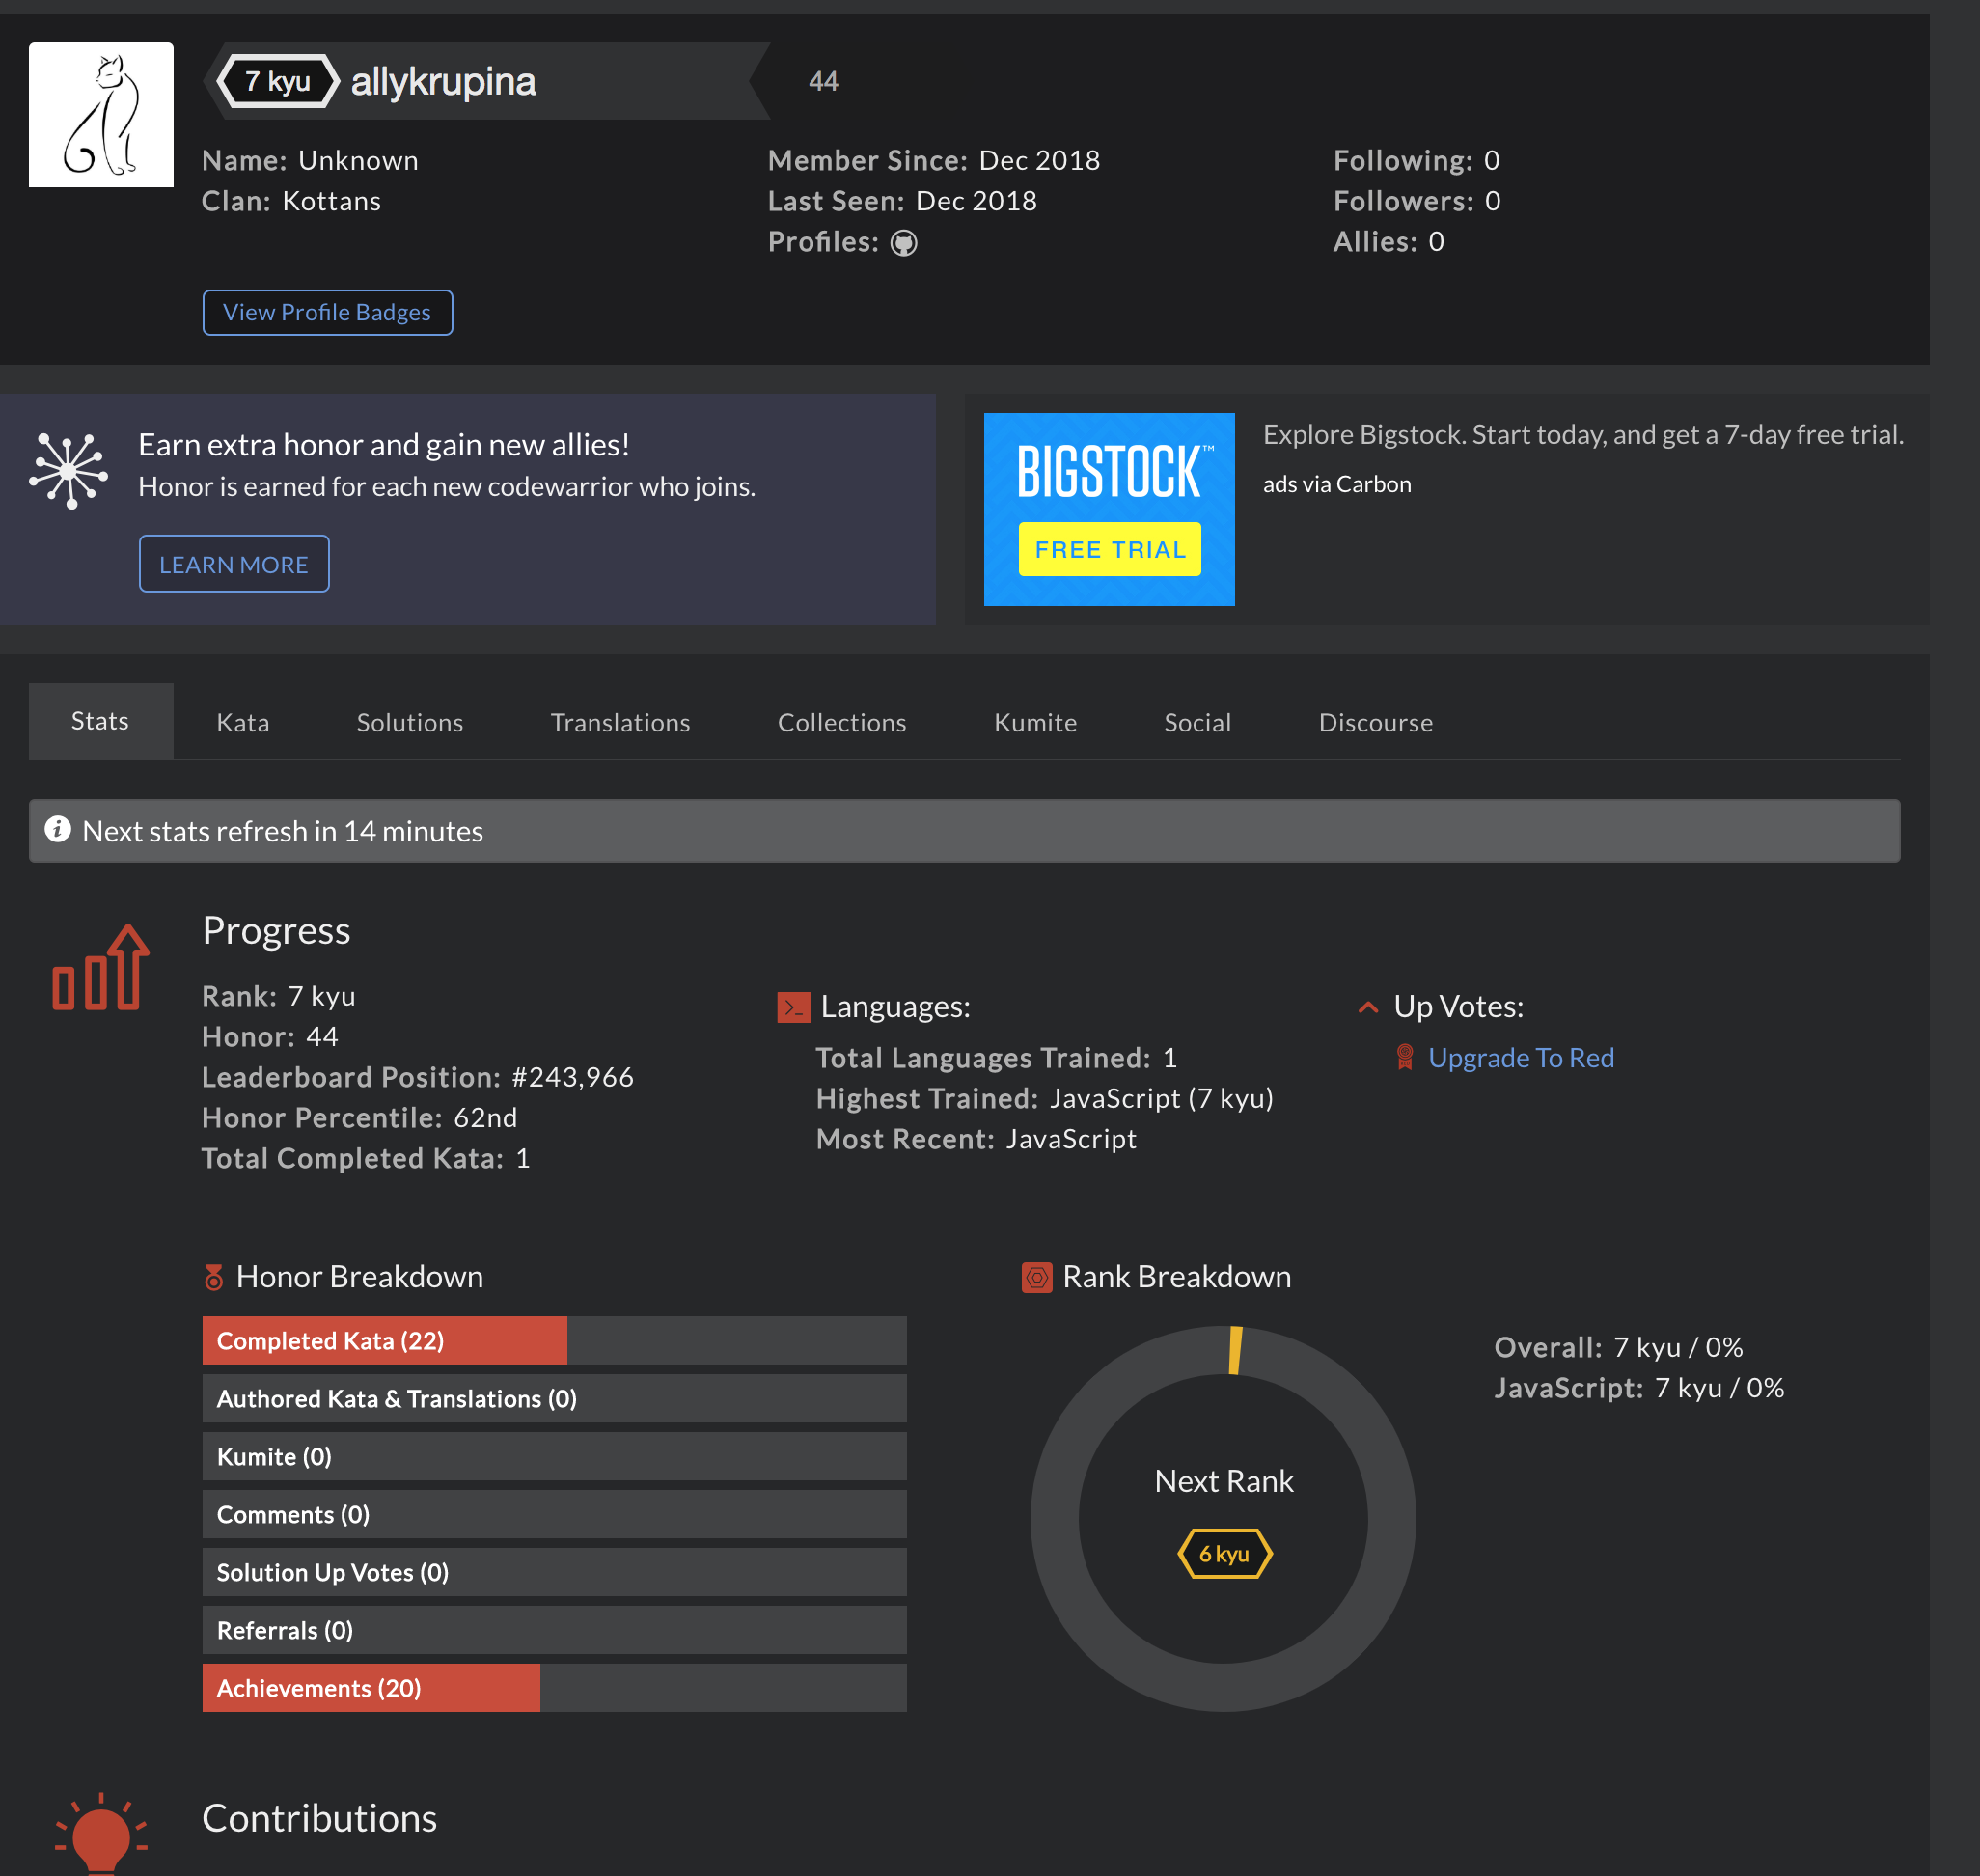 7 kyu allykrupina 44
Name: Unknown
Clan: Kottans
Member Since: Dec 2018
Last Seen: Dec 2018
Profiles:
Following: 0
Followers: 0
Allies: 0
View Profile Badges
Earn extra honor and gain new allies!
Honor is earned for each new codewarrior who joins.
LEARN MORE
BIGSTOCK™
FREE TRIAL
Explore Bigstock. Start today, and get a 7-day free trial.
ads via Carbon
Stats Kata Solutions Translations Collections Kumite Social Discourse
Next stats refresh in 14 minutes
Progress
Rank: 7 kyu
Honor: 44
Leaderboard Position: #243,966
Honor Percentile: 62nd
Total Completed Kata: 1
Languages:
Total Languages Trained: 1
Highest Trained: JavaScript (7 kyu)
Most Recent: JavaScript
Up Votes:
Upgrade To Red
Honor Breakdown
Completed Kata (22)
Authored Kata & Translations (0)
Kumite (0)
Comments (0)
Solution Up Votes (0)
Referrals (0)
Achievements (20)
Rank Breakdown
Next Rank
6 kyu
Overall: 7 kyu / 0%
JavaScript: 7 kyu / 0%
Contributions